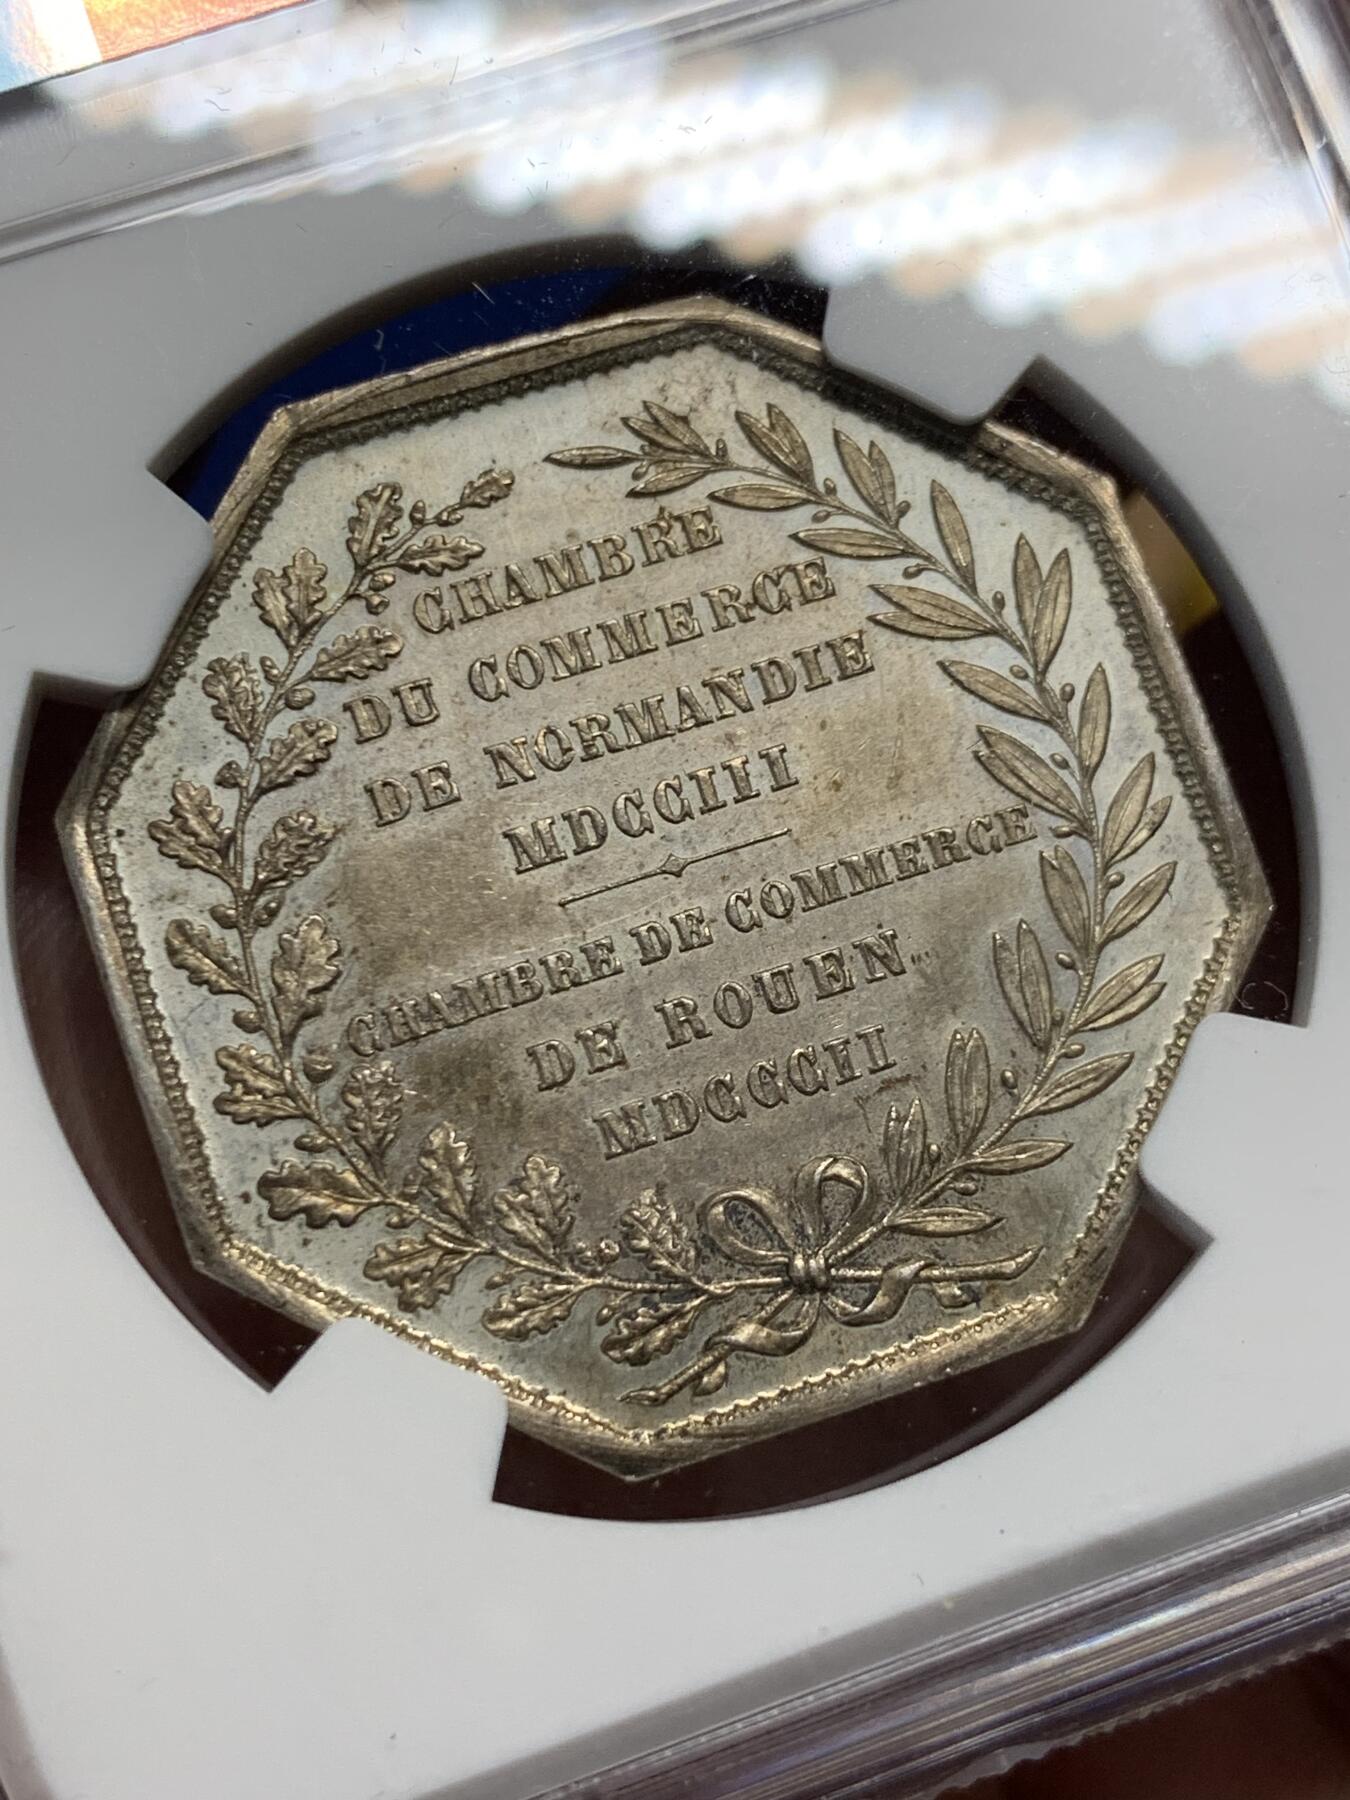 CHAMBRE
DU COMMERCE
DE NORMANDIE
MDCCIII
CHAMBRE DE COMMERCE
DE ROUEN
MDCCCII